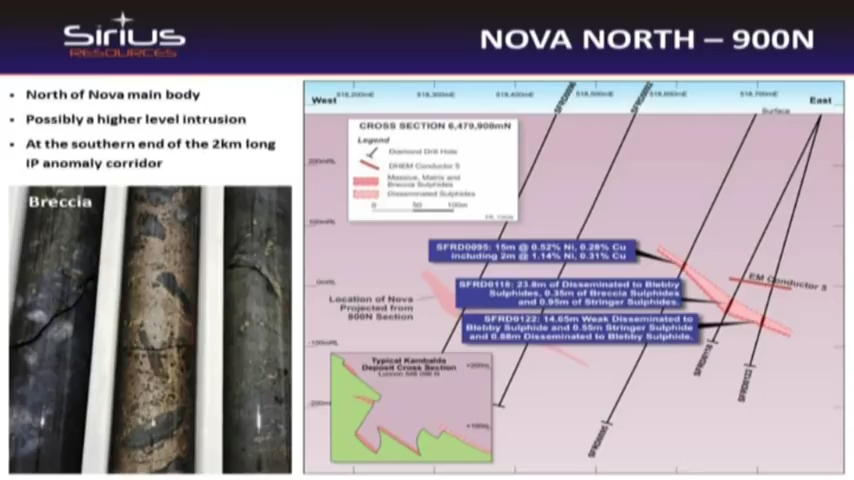 Sirius
RESOURCES
NOVA NORTH – 900N
• North of Nova main body
• Possibly a higher level intrusion
• At the southern end of the 2km long
IP anomaly corridor
Breccia
West
East
Surface
CROSS SECTION 6,479,900mN
Legend
Diamond Drill Hole
DHEM Conductor 5
Massive, Matrix and
Breccia Sulphides
Disseminated Sulphides
0 50 100m
SFRD0095: 15m @ 0.52% Ni, 0.28% Cu
including 2m @ 1.14% Ni, 0.31% Cu
SFRD0118: 23.8m of Disseminated to Blebby
Sulphides, 0.35m of Breccia Sulphides
and 0.95m of Stringer Sulphides
SFRD0122: 14.65m Weak Disseminated to
Blebby Sulphide and 0.55m Stringer Sulphide
and 0.88m Disseminated to Blebby Sulphide.
EM Conductor 5
Location of Nova
Projected from
800N Section
Typical Kambalda
Deposit Cross Section
SFRD0118
SFRD0122
SFRD0095